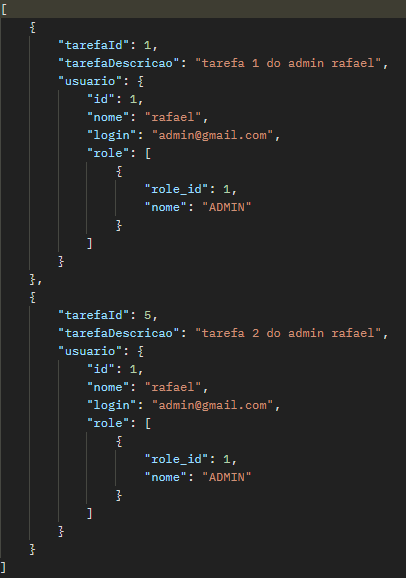 [
    {
        "tarefaId": 1,
        "tarefaDescricao": "tarefa 1 do admin rafael",
        "usuario": {
            "id": 1,
            "nome": "rafael",
            "login": "admin@gmail.com",
            "role": [
                {
                    "role_id": 1,
                    "nome": "ADMIN"
                }
            ]
        }
    },
    {
        "tarefaId": 5,
        "tarefaDescricao": "tarefa 2 do admin rafael",
        "usuario": {
            "id": 1,
            "nome": "rafael",
            "login": "admin@gmail.com",
            "role": [
                {
                    "role_id": 1,
                    "nome": "ADMIN"
                }
            ]
        }
    }
]